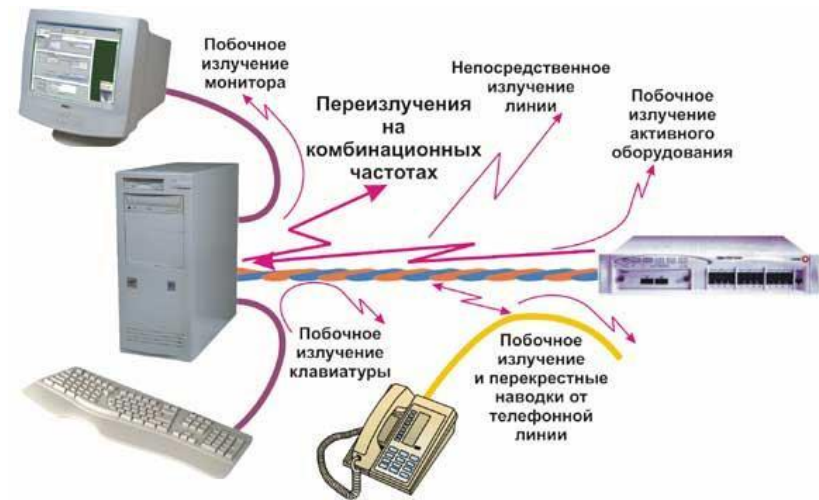 Побочное
излучение
монитора
Переизлучения
на
комбинационных
частотах
Непосредственное
излучение
линии
Побочное
излучение
активного
оборудования
Побочное
излучение
клавиатуры
Побочное
излучение
и перекрестные
наводки от
телефонной
линии